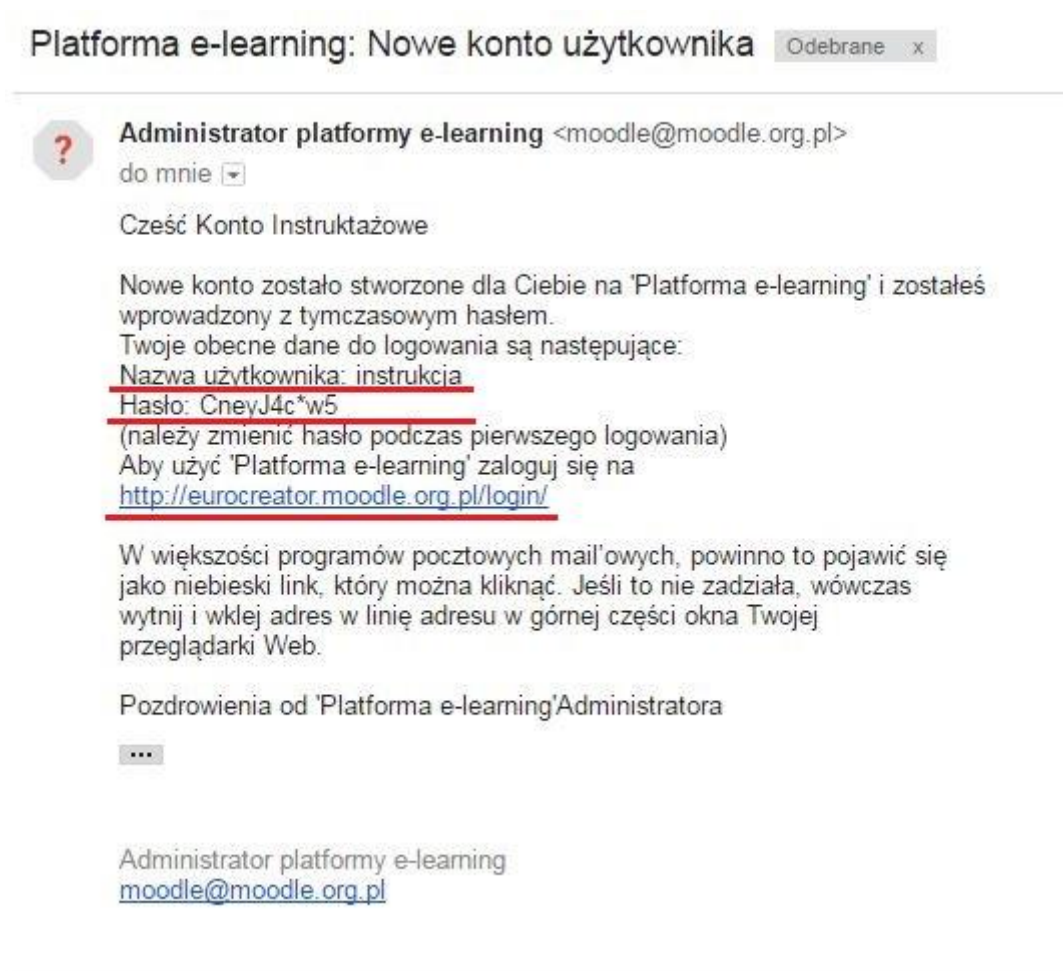 Platforma e-learning: Nowe konto użytkownika Odebrane x
?
Administrator platformy e-learning <moodle@moodle.org.pl>
do mnie
Cześć Konto Instruktażowe
Nowe konto zostało stworzone dla Ciebie na 'Platforma e-learning' i zostałeś
wprowadzony z tymczasowym hasłem.
Twoje obecne dane do logowania są następujące:
Nazwa użytkownika: instrukcja
Hasło: CneyJ4c*w5
(należy zmienić hasło podczas pierwszego logowania)
Aby użyć 'Platforma e-learning' zaloguj się na
http://eurocreator.moodle.org.pl/login/
W większości programów pocztowych mail'owych, powinno to pojawić się
jako niebieski link, który można kliknąć. Jeśli to nie zadziała, wówczas
wytnij i wklej adres w linię adresu w górnej części okna Twojej
przeglądarki Web.
Pozdrowienia od 'Platforma e-learning'Administratora
...
Administrator platformy e-learning
moodle@moodle.org.pl